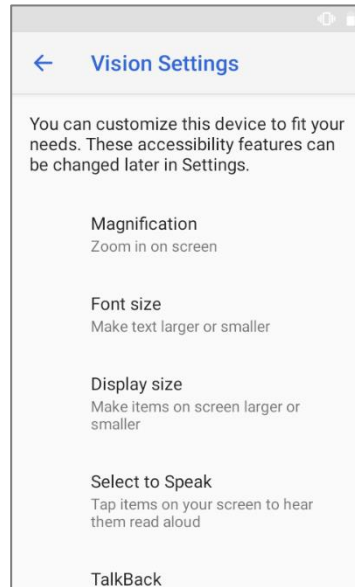 Vision Settings
You can customize this device to fit your
needs. These accessibility features can
be changed later in Settings.
Magnification
Zoom in on screen
Font size
Make text larger or smaller
Display size
Make items on screen larger or
smaller
Select to Speak
Tap items on your screen to hear
them read aloud
TalkBack